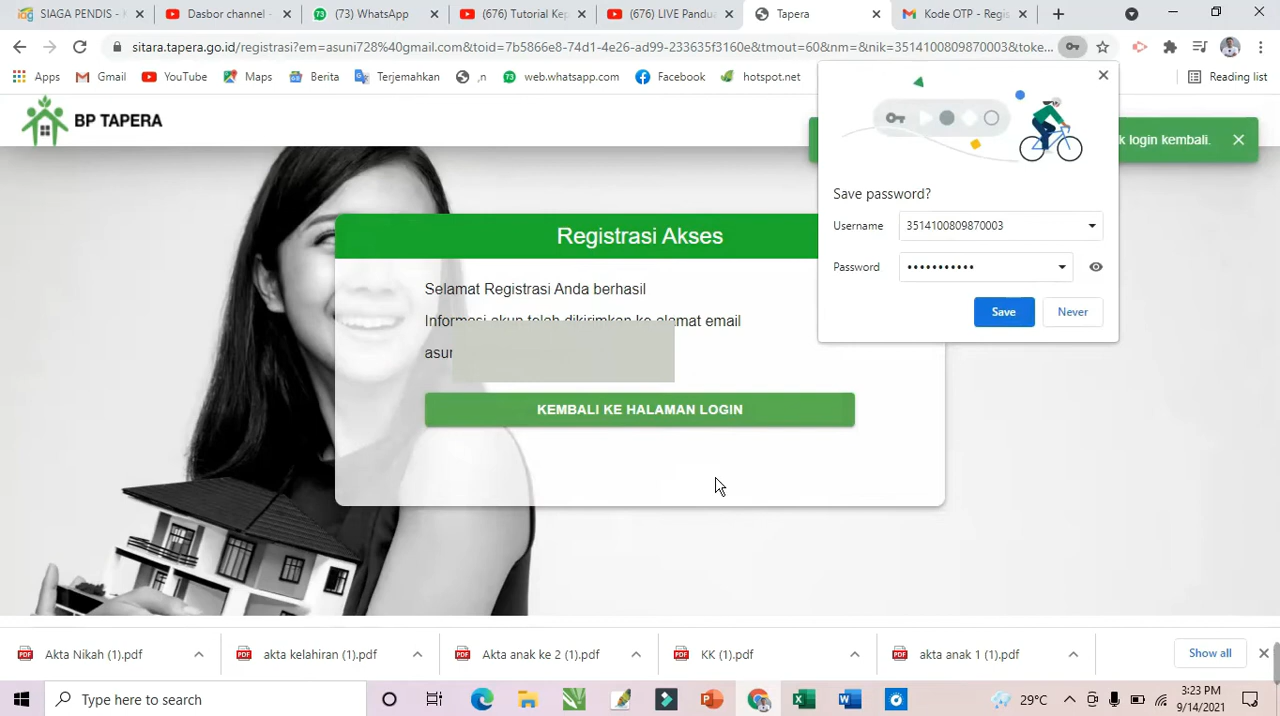 SIAGA PENDIS -
Dasbor channel -
(73) WhatsApp
(676) Tutorial Kep
(676) LIVE Pandua
Tapera
Kode OTP - Regis
sitara.tapera.go.id/registrasi?em=asuni728%40gmail.com&toid=7b5866e8-74d1-4e26-ad99-233635f3160e&tmout=60&nm=&nik=3514100809870003&toke...
Apps
Gmail
YouTube
Maps
Berita
Terjemahkan
,n
web.whatsapp.com
Facebook
hotspot.net
Reading list
BP TAPERA
k login kembali.
Save password?
Username
3514100809870003
Password
•••••••••••
Save
Never
Registrasi Akses
Selamat Registrasi Anda berhasil
Informasi akun telah dikirimkan ke alamat email
asun
KEMBALI KE HALAMAN LOGIN
Akta Nikah (1).pdf
akta kelahiran (1).pdf
Akta anak ke 2 (1).pdf
KK (1).pdf
akta anak 1 (1).pdf
Show all
Type here to search
29°C
3:23 PM
9/14/2021